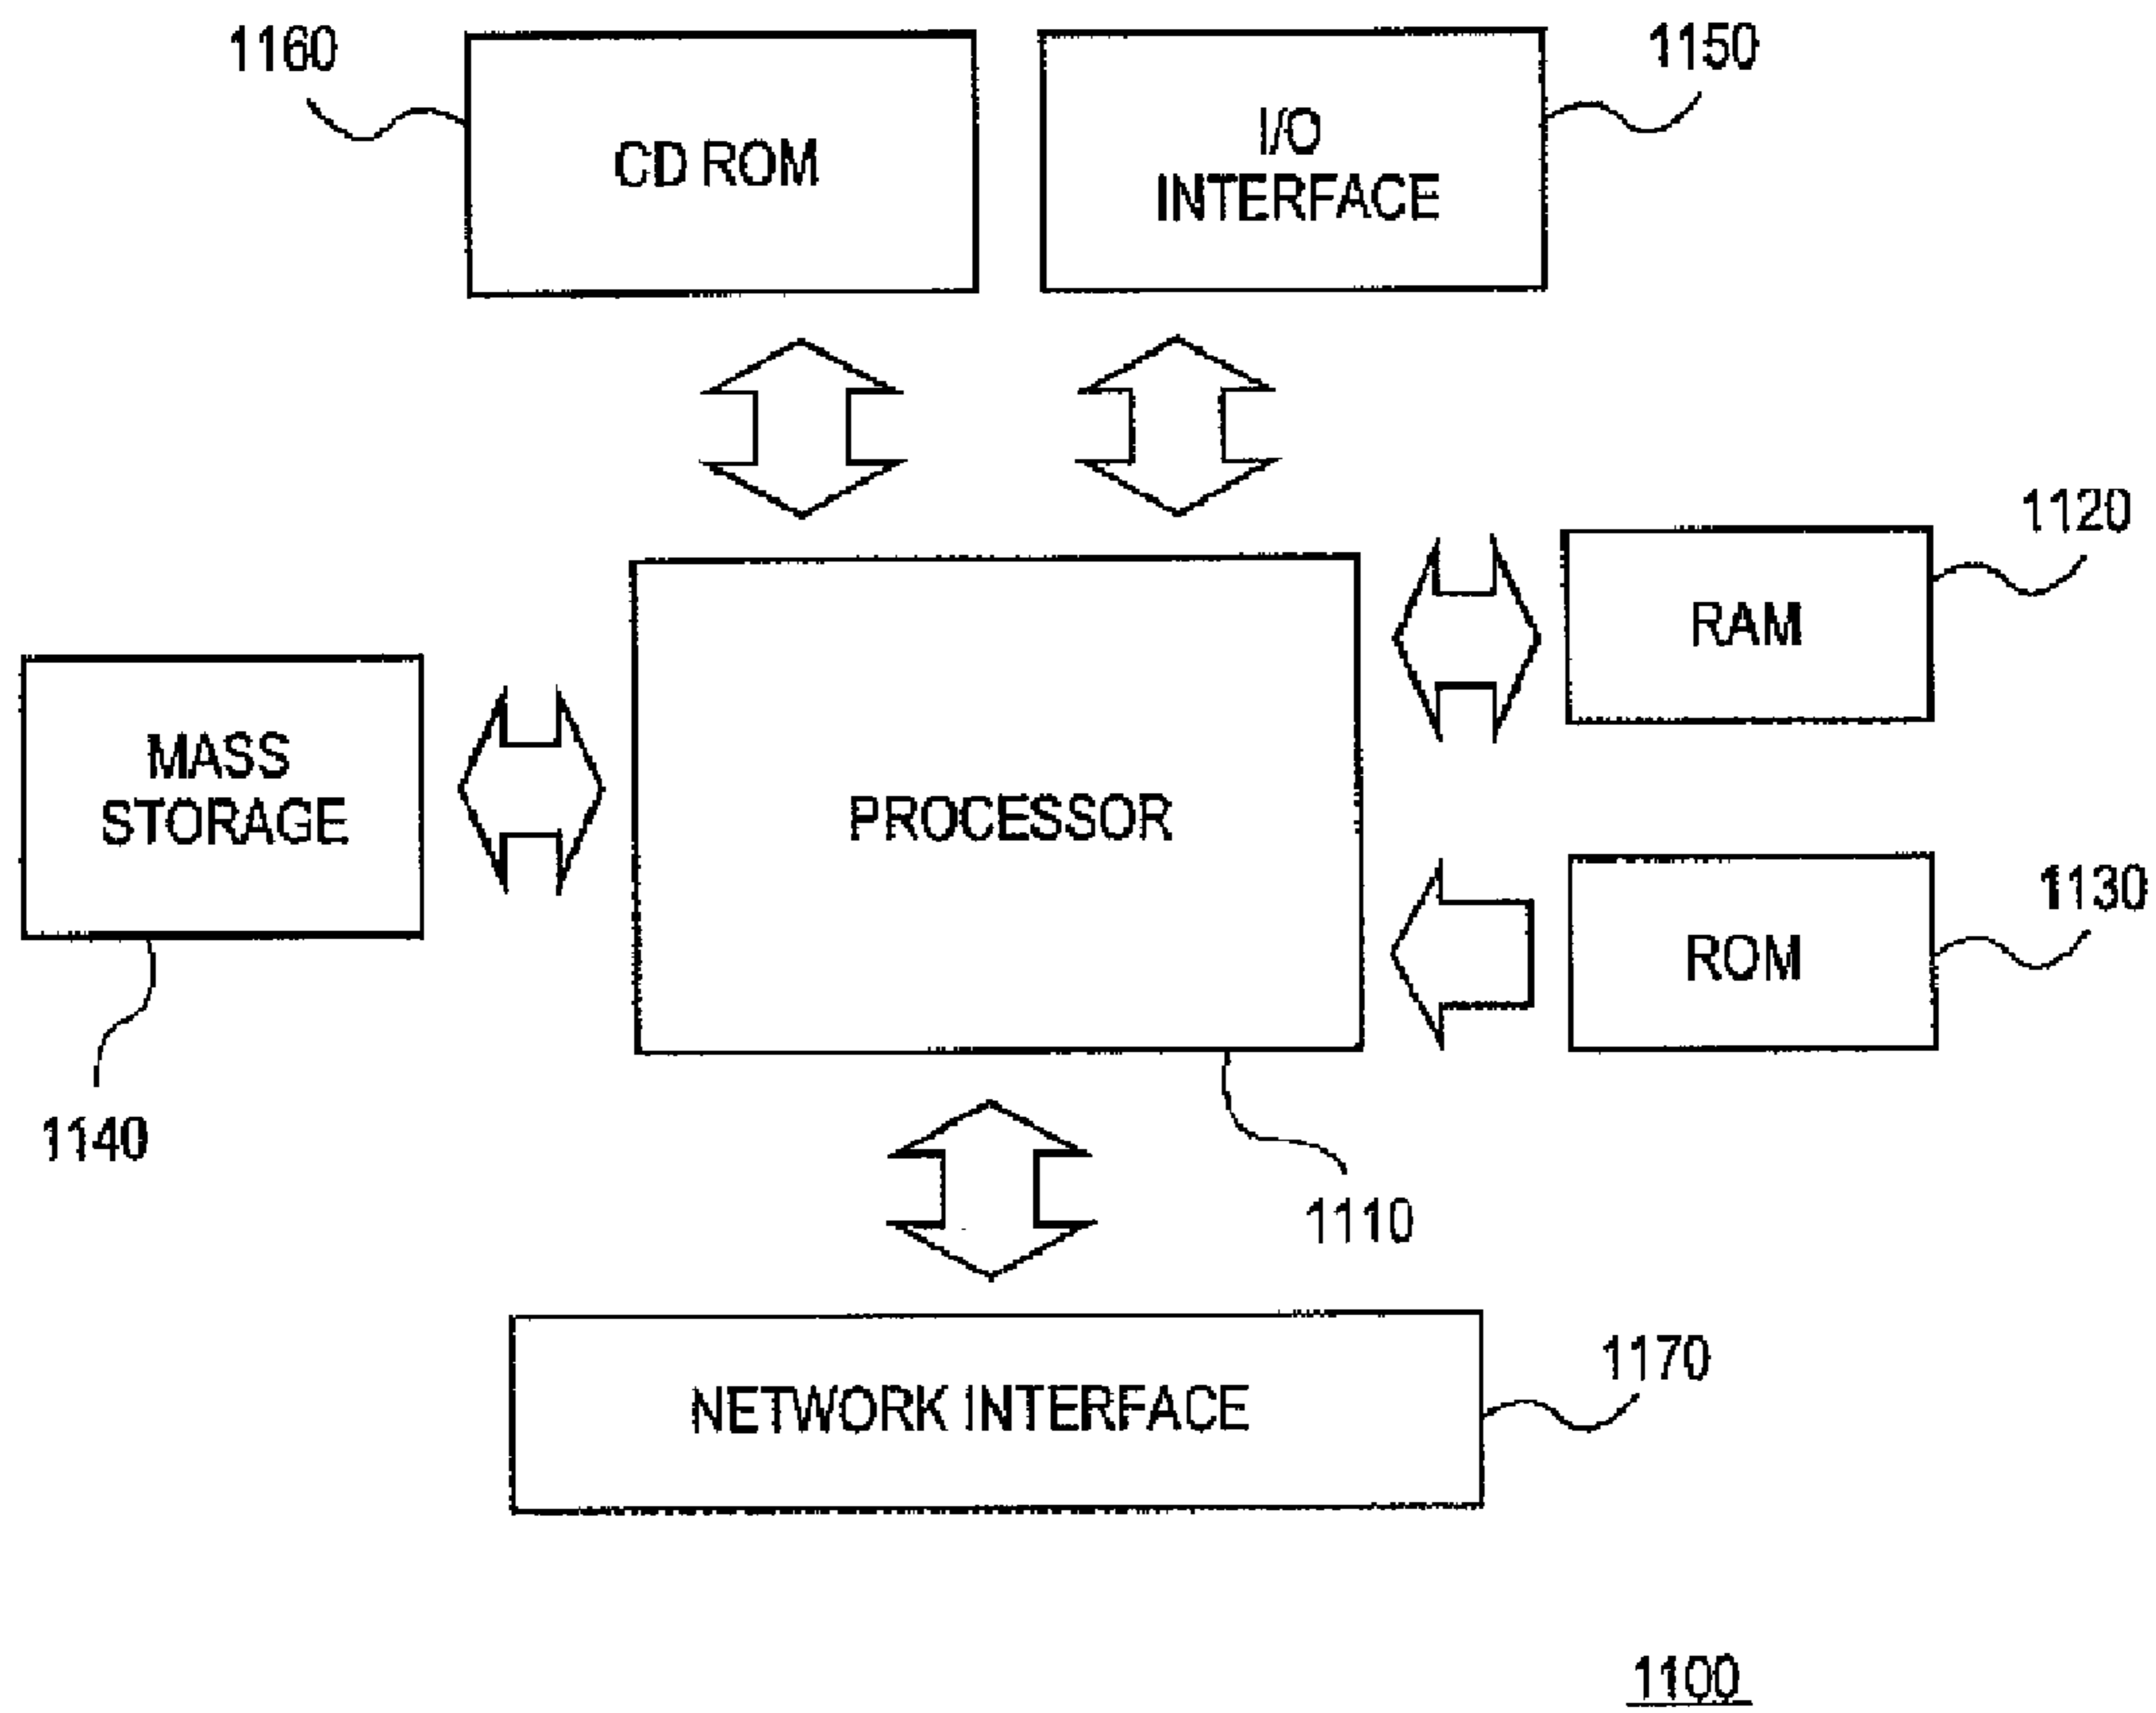 1160
CD ROM
I/O
INTERFACE
1150
1120
RAM
MASS
STORAGE
PROCESSOR
1130
ROM
1140
1110
NETWORK INTERFACE
1170
1100